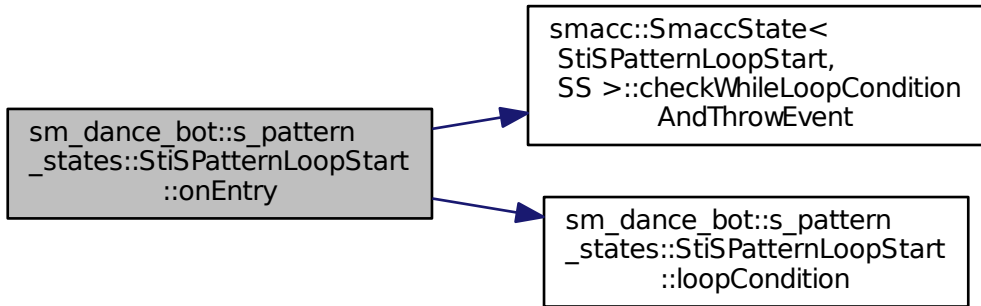 sm_dance_bot::s_pattern
_states::StiSPatternLoopStart
::onEntry
smacc::SmaccState<
StiSPatternLoopStart,
SS >::checkWhileLoopCondition
AndThrowEvent
sm_dance_bot::s_pattern
_states::StiSPatternLoopStart
::loopCondition